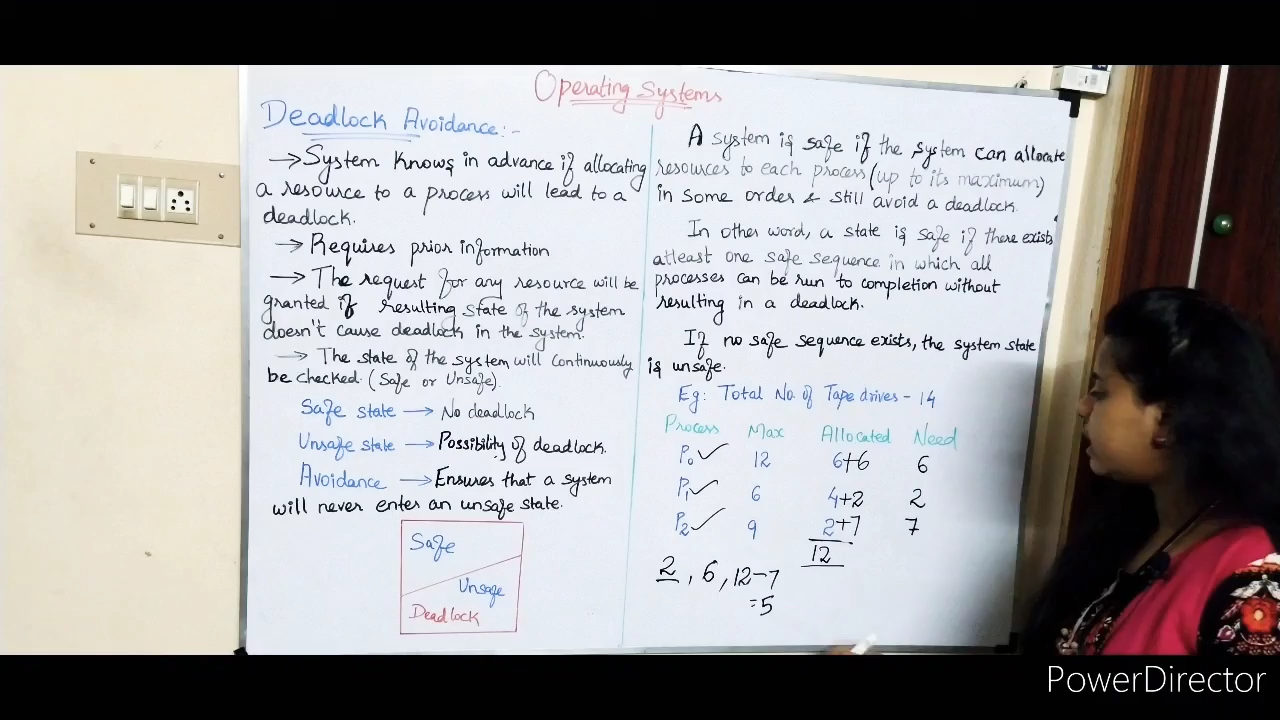 Operating Systems
Deadlock Avoidance:-
→ System knows in advance if allocating
a resource to a process will lead to a
deadlock.
→ Requires prior information
→ The request for any resource will be
granted if resulting state of the system
doesn't cause deadlock in the system.
→ The state of the system will continuously
be checked. (Safe or Unsafe).
Safe state → No deadlock
Unsafe state → Possibility of deadlock.
Avoidance → Ensures that a system
will never enter an unsafe state.
Safe
Unsafe
Deadlock
A system is safe if the system can allocate
resources to each process (up to its maximum)
in some order & still avoid a deadlock.
In other word, a state is safe if there exists
atleast one safe sequence in which all
processes can be run to completion without
resulting in a deadlock.
If no safe sequence exists, the system state
is unsafe.
Eg: Total No. of Tape drives - 14
Process Max Allocated Need
P0 ✓ 12 6+6 6
P1 ✓ 6 4+2 2
P2 ✓ 9 2+7 7
12
2, 6, 12-7
=5
PowerDirector